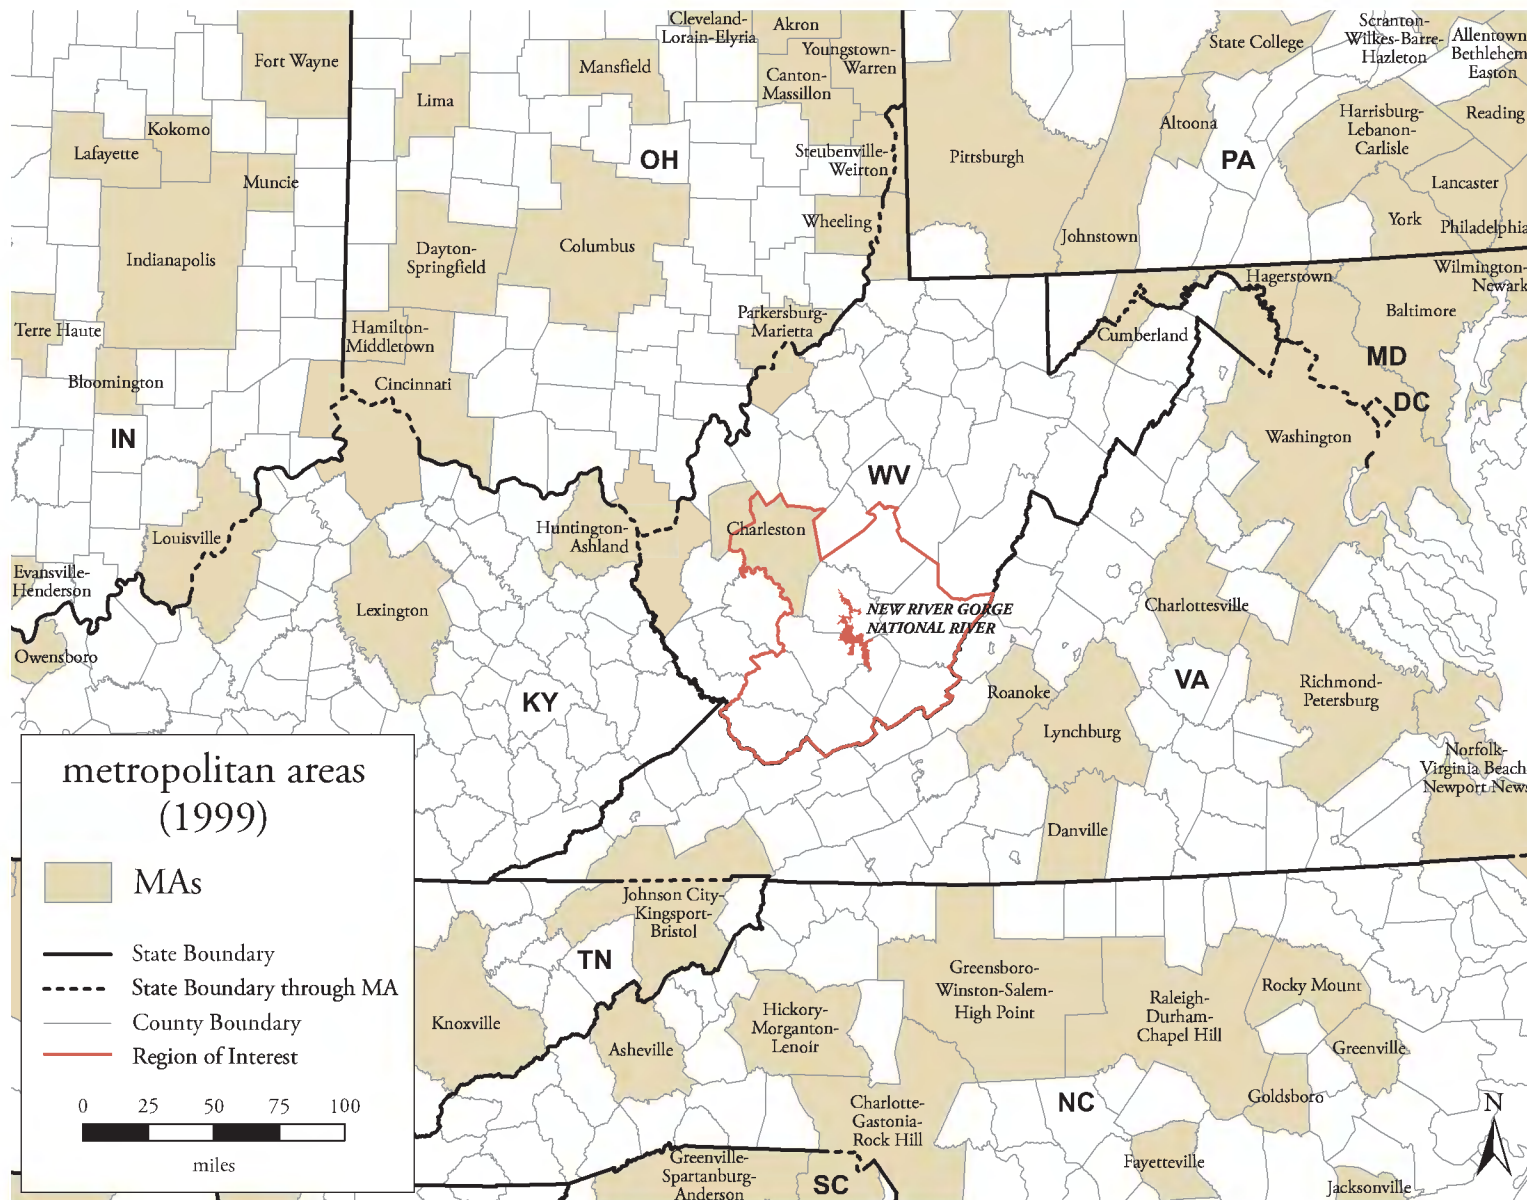 Cleveland-
Lorain-Elyria
Akron
Youngstown-
Warren
Canton-
Massillon
Mansfield
Lima
Fort Wayne
Kokomo
Lafayette
Muncie
Indianapolis
Terre Haute
Bloomington
IN
Hamilton-
Middletown
Cincinnati
Dayton-
Springfield
Columbus
OH
Steubenville-
Weirton
Wheeling
Parkersburg-
Marietta
Pittsburgh
State College
Altoona
Johnstown
PA
Scranton-
Wilkes-Barre-
Hazleton
Allentown
Bethlehem
Easton
Harrisburg-
Lebanon-
Carlisle
Reading
Lancaster
York
Philadelphia
Wilmington-
Newark
Hagerstown
Baltimore
Cumberland
MD
DC
Washington
WV
Charleston
Huntington-
Ashland
NEW RIVER GORGE
NATIONAL RIVER
Louisville
Evansville-
Henderson
Owensboro
Lexington
KY
Charlottesville
VA
Roanoke
Lynchburg
Richmond-
Petersburg
Norfolk-
Virginia Beach
Newport News
Danville
Johnson City-
Kingsport-
Bristol
TN
Knoxville
Asheville
Hickory-
Morganton-
Lenoir
Greensboro-
Winston-Salem-
High Point
Raleigh-
Durham-
Chapel Hill
Rocky Mount
Greenville
Goldsboro
NC
Charlotte-
Gastonia-
Rock Hill
Fayetteville
Jacksonville
Greenville-
Spartanburg-
Anderson
SC
metropolitan areas
(1999)
MAs
State Boundary
State Boundary through MA
County Boundary
Region of Interest
0 25 50 75 100
miles
N